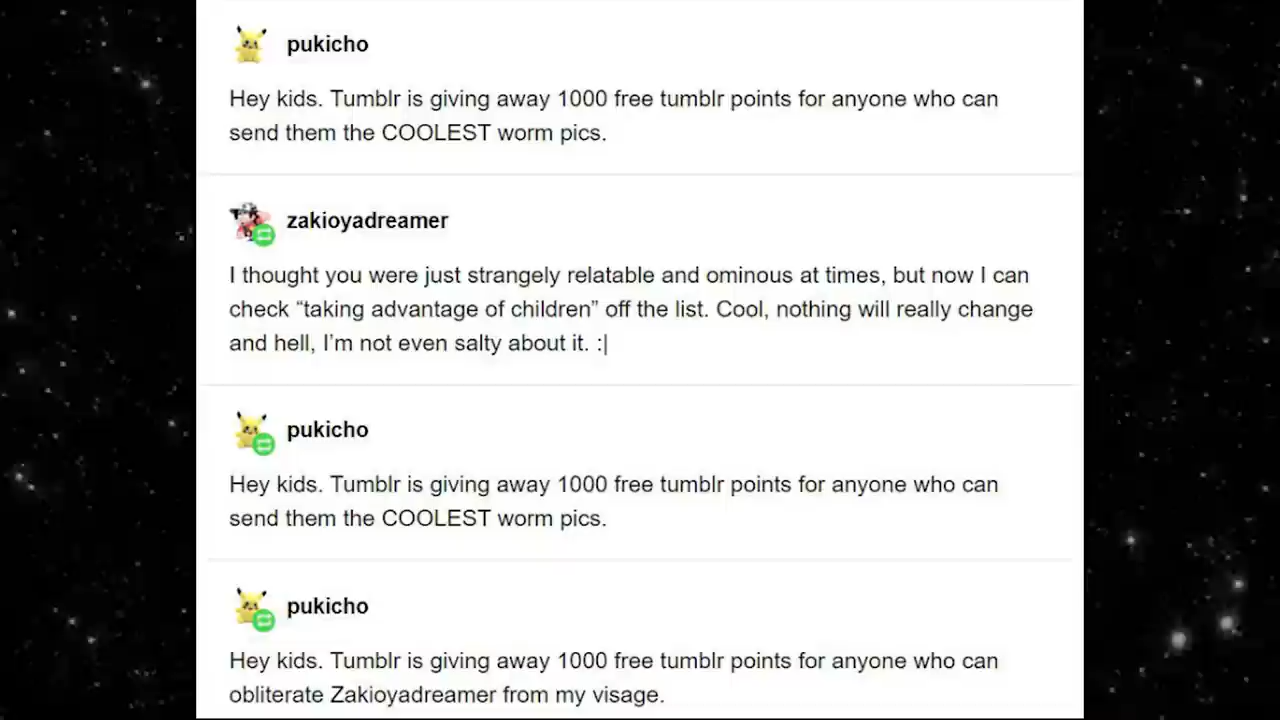 pukicho
Hey kids. Tumblr is giving away 1000 free tumblr points for anyone who can
send them the COOLEST worm pics.
zakioyadreamer
I thought you were just strangely relatable and ominous at times, but now I can
check “taking advantage of children” off the list. Cool, nothing will really change
and hell, I’m not even salty about it. :|
pukicho
Hey kids. Tumblr is giving away 1000 free tumblr points for anyone who can
send them the COOLEST worm pics.
pukicho
Hey kids. Tumblr is giving away 1000 free tumblr points for anyone who can
obliterate Zakioyadreamer from my visage.